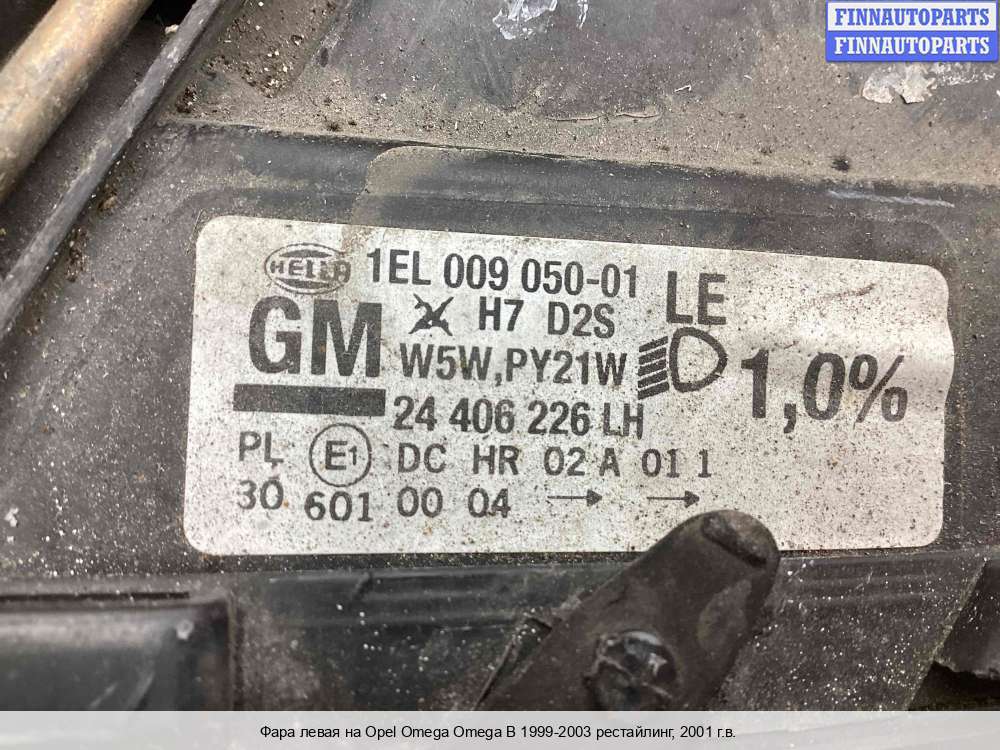 FINNAUTOPARTS
FINNAUTOPARTS
HELLA 1EL 009 050-01 LE
GM H7 D2S
W5W, PY21W 1,0%
24 406 226 LH
PL E1 DC HR 02 A 01 1
30 601 00 04 → →
Фара левая на Opel Omega Omega B 1999-2003 рестайлинг, 2001 г.в.